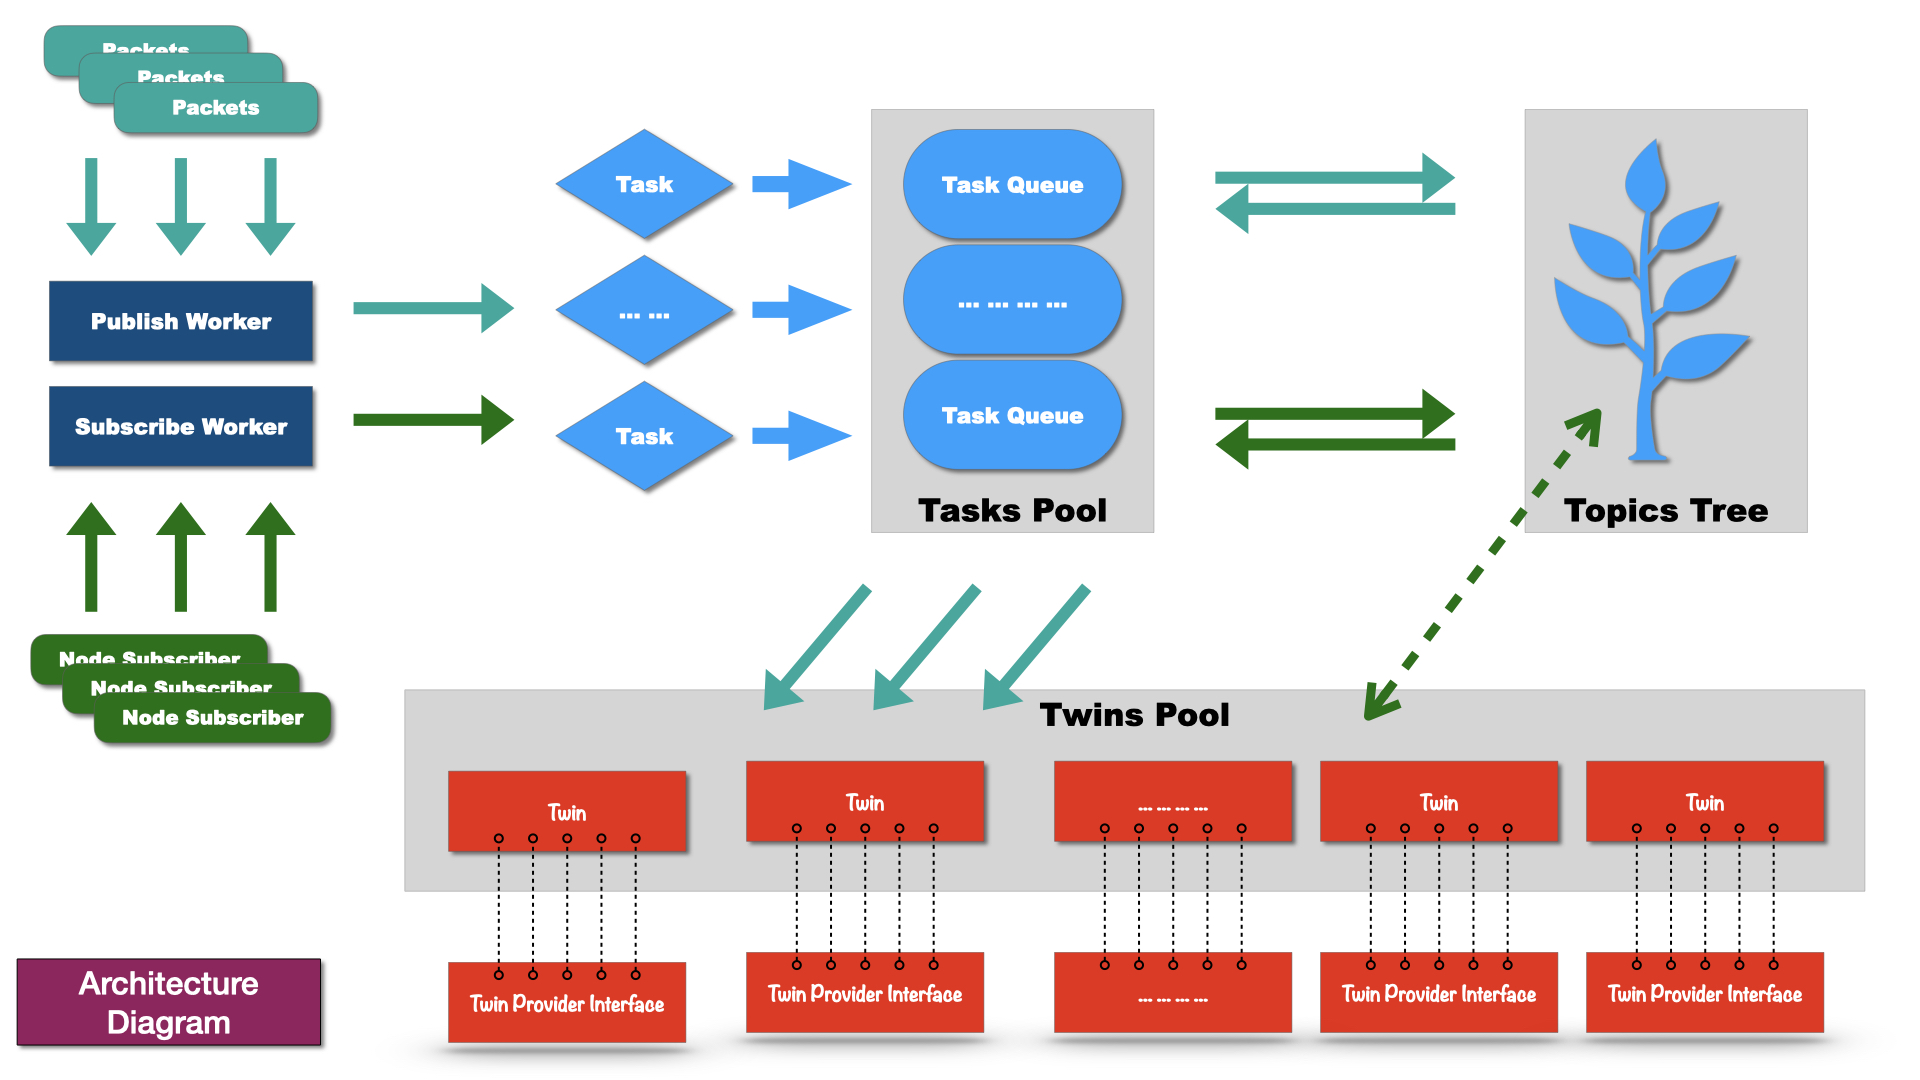 Packets
Packets
Packets
Publish Worker
Subscribe Worker
Node Subscriber
Node Subscriber
Node Subscriber
Task
... ...
Task
Task Queue
... ... ... ...
Task Queue
Tasks Pool
Topics Tree
Twins Pool
Twin
Twin
... ... ... ...
Twin
Twin
Twin Provider Interface
Twin Provider Interface
... ... ... ...
Twin Provider Interface
Twin Provider Interface
Architecture
Diagram